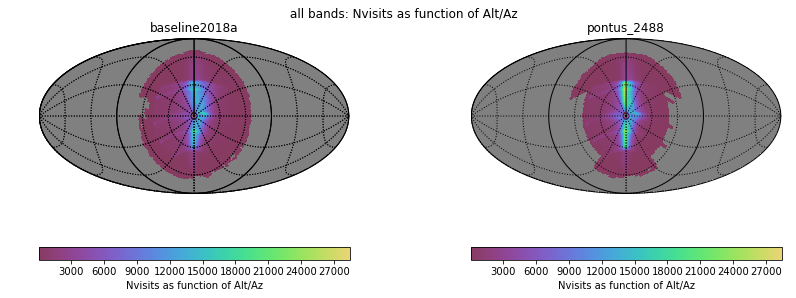 all bands: Nvisits as function of Alt/Az
baseline2018a
pontus_2488
3000 6000 9000 12000 15000 18000 21000 24000 27000
Nvisits as function of Alt/Az
3000 6000 9000 12000 15000 18000 21000 24000 27000
Nvisits as function of Alt/Az